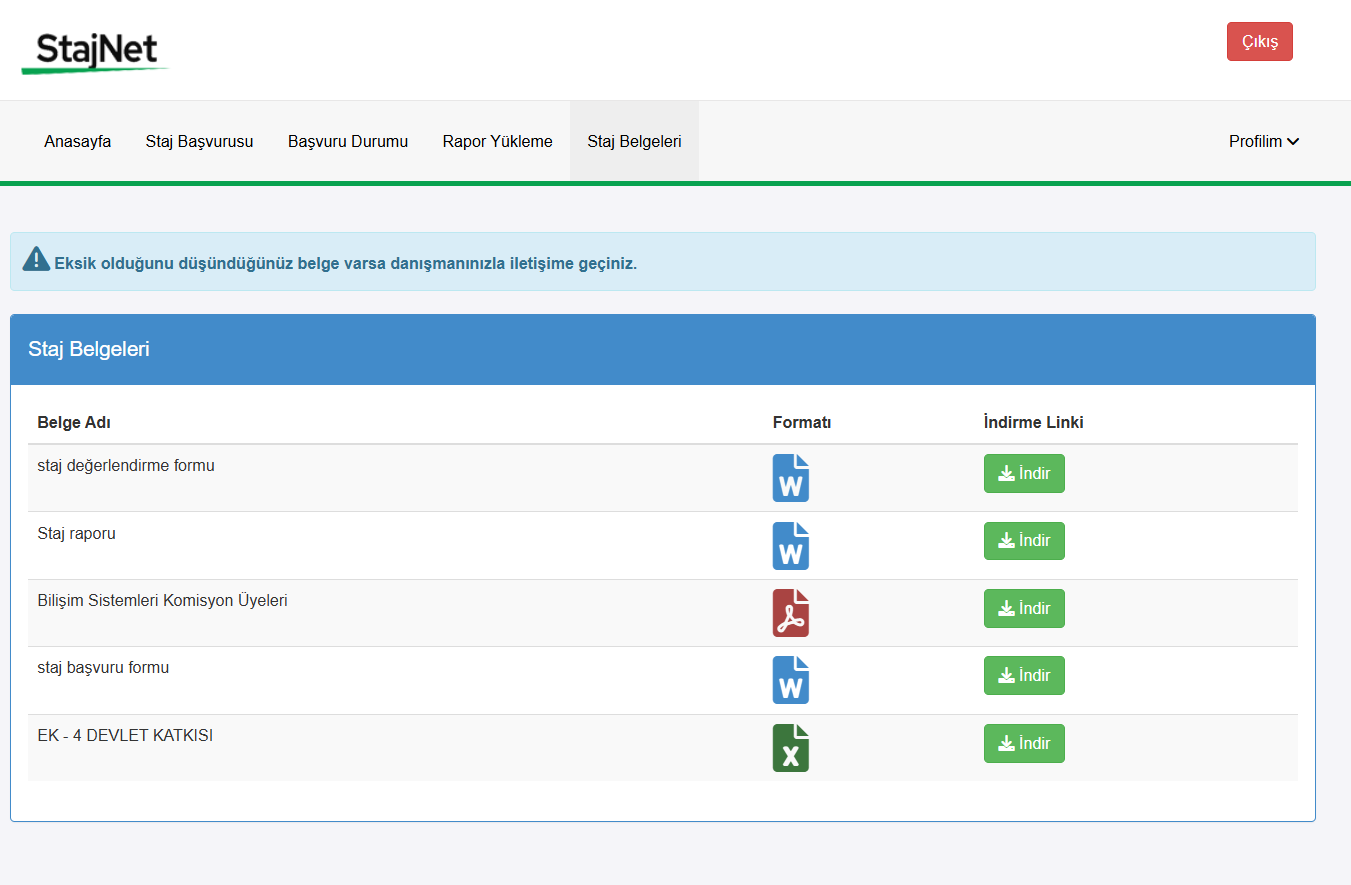 StajNet
Çıkış
Anasayfa Staj Başvurusu Başvuru Durumu Rapor Yükleme Staj Belgeleri Profilim
Eksik olduğunu düşündüğünüz belge varsa danışmanınızla iletişime geçiniz.
Staj Belgeleri
Belge Adı Formatı İndirme Linki
staj değerlendirme formu W İndir
Staj raporu W İndir
Bilişim Sistemleri Komisyon Üyeleri İndir
staj başvuru formu W İndir
EK - 4 DEVLET KATKISI X İndir